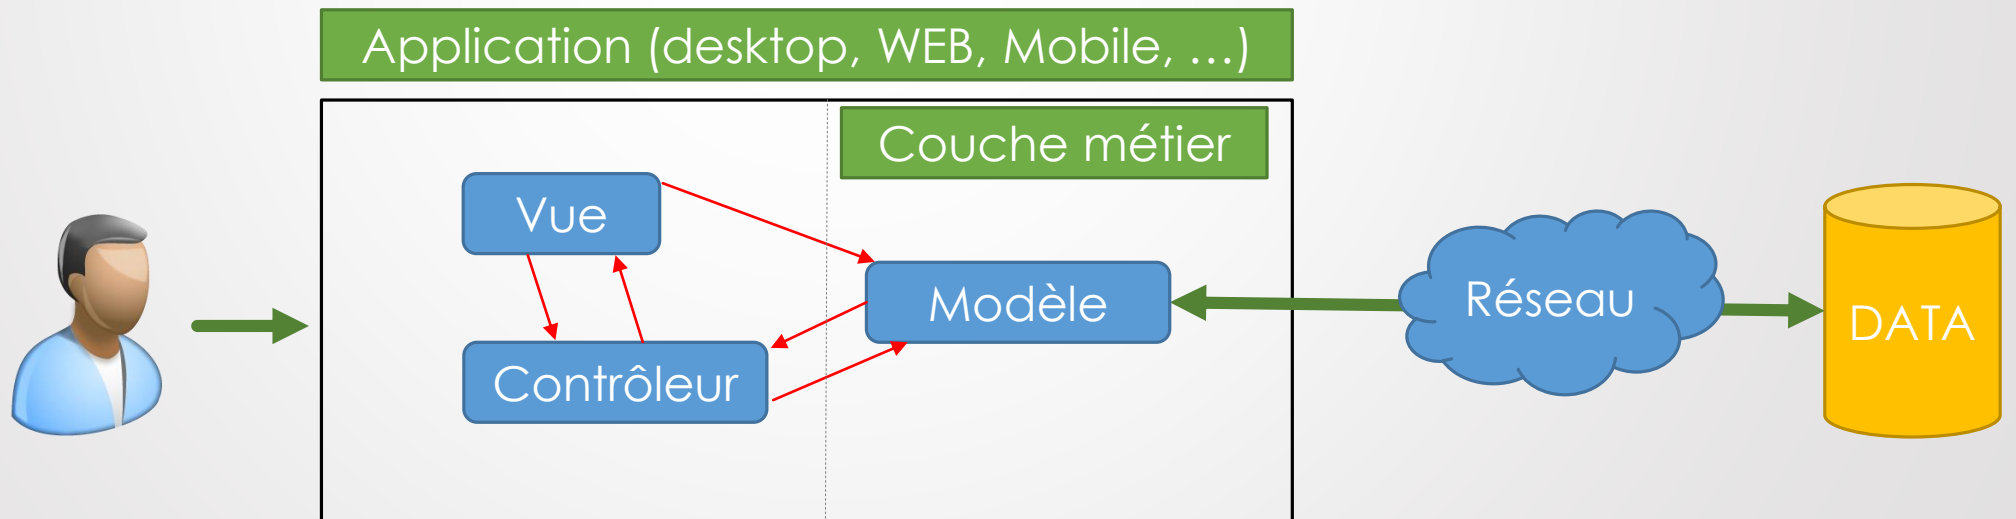 Application (desktop, WEB, Mobile, ...)
Couche métier
Vue
Modèle
Contrôleur
Réseau
DATA